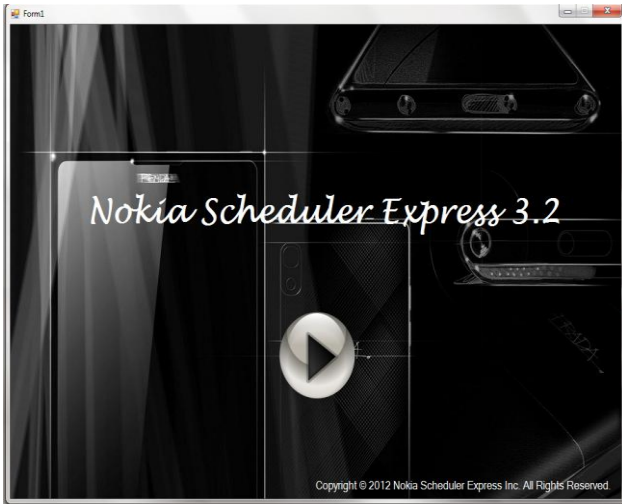 Form1
Nokia Scheduler Express 3.2
Copyright © 2012 Nokia Scheduler Express Inc. All Rights Reserved.